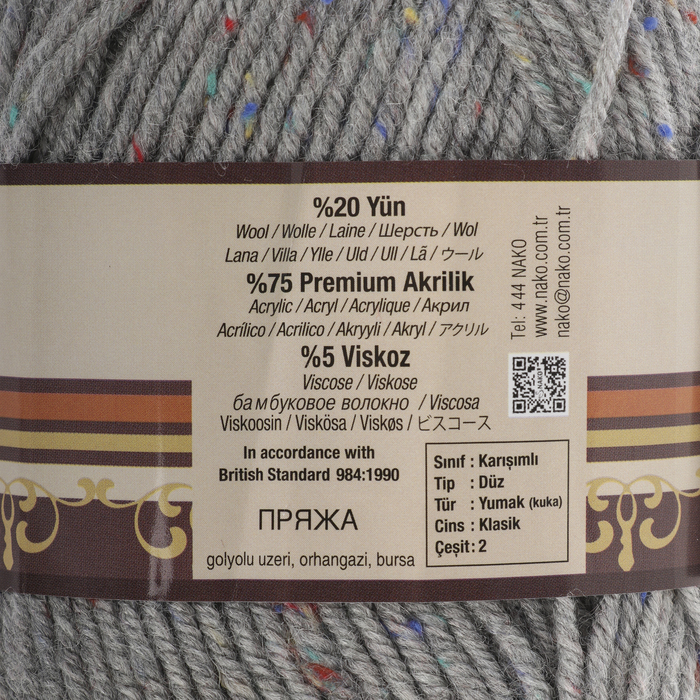 %20 Yün
Wool / Wolle / Laine / Шерсть / Wol
Lana / Villa / Ylle / Uld / Ull / Lã / ウール
%75 Premium Akrilik
Acrylic / Acryl / Acrylique / Акрил
Acrílico / Acrilico / Akryyli / Akryl / アクリル
%5 Viskoz
Viscose / Viskose
бамбуковое волокно / Viscosa
Viskoosin / Viskösa / Viskøs / ビスコース
In accordance with
British Standard 984:1990
ПРЯЖА
golyolu uzeri, orhangazi, bursa
Tel: 444 NAKO
www.nako.com.tr
nako@nako.com.tr
NAKO
Sınıf : Karışımlı
Tip : Düz
Tür : Yumak (kuka)
Cins : Klasik
Çeşit : 2